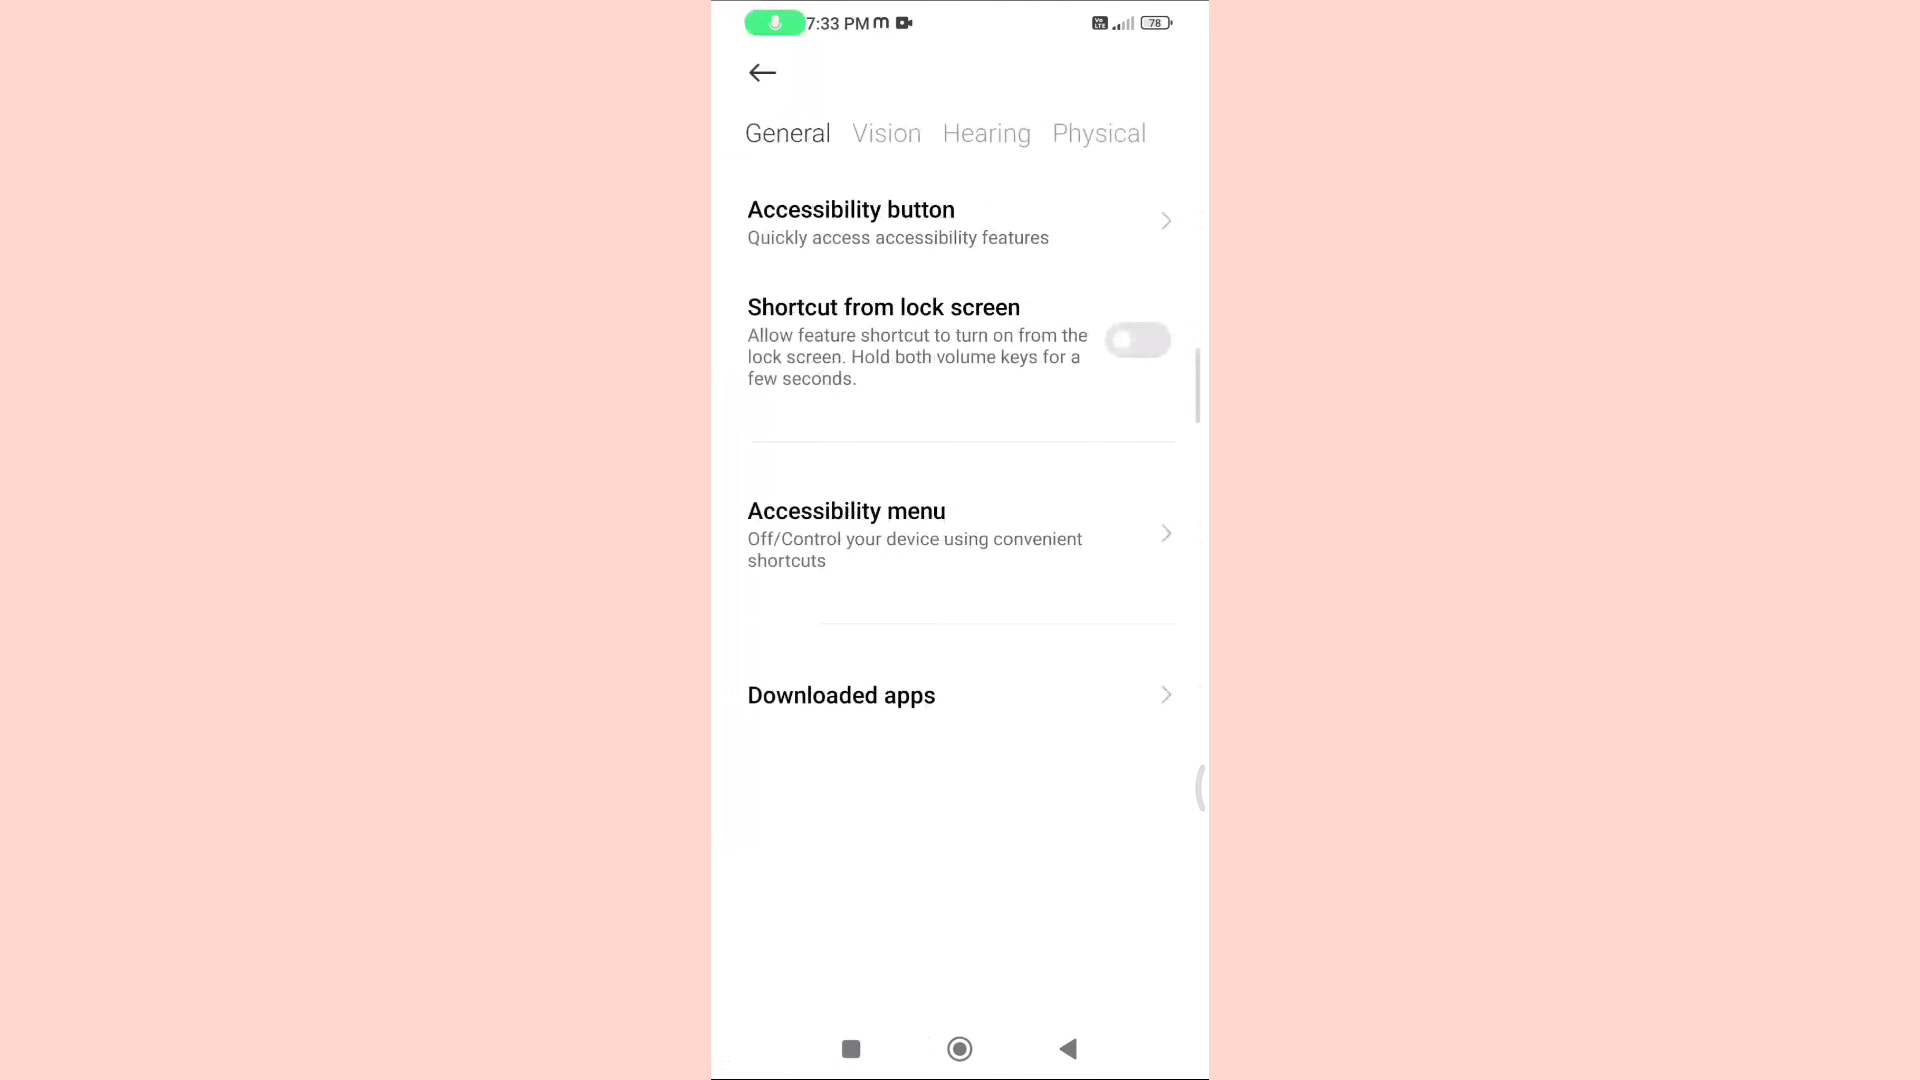 7:33 PM
Vo LTE
78
General Vision Hearing Physical
Accessibility button
Quickly access accessibility features
Shortcut from lock screen
Allow feature shortcut to turn on from the
lock screen. Hold both volume keys for a
few seconds.
Accessibility menu
Off/Control your device using convenient
shortcuts
Downloaded apps